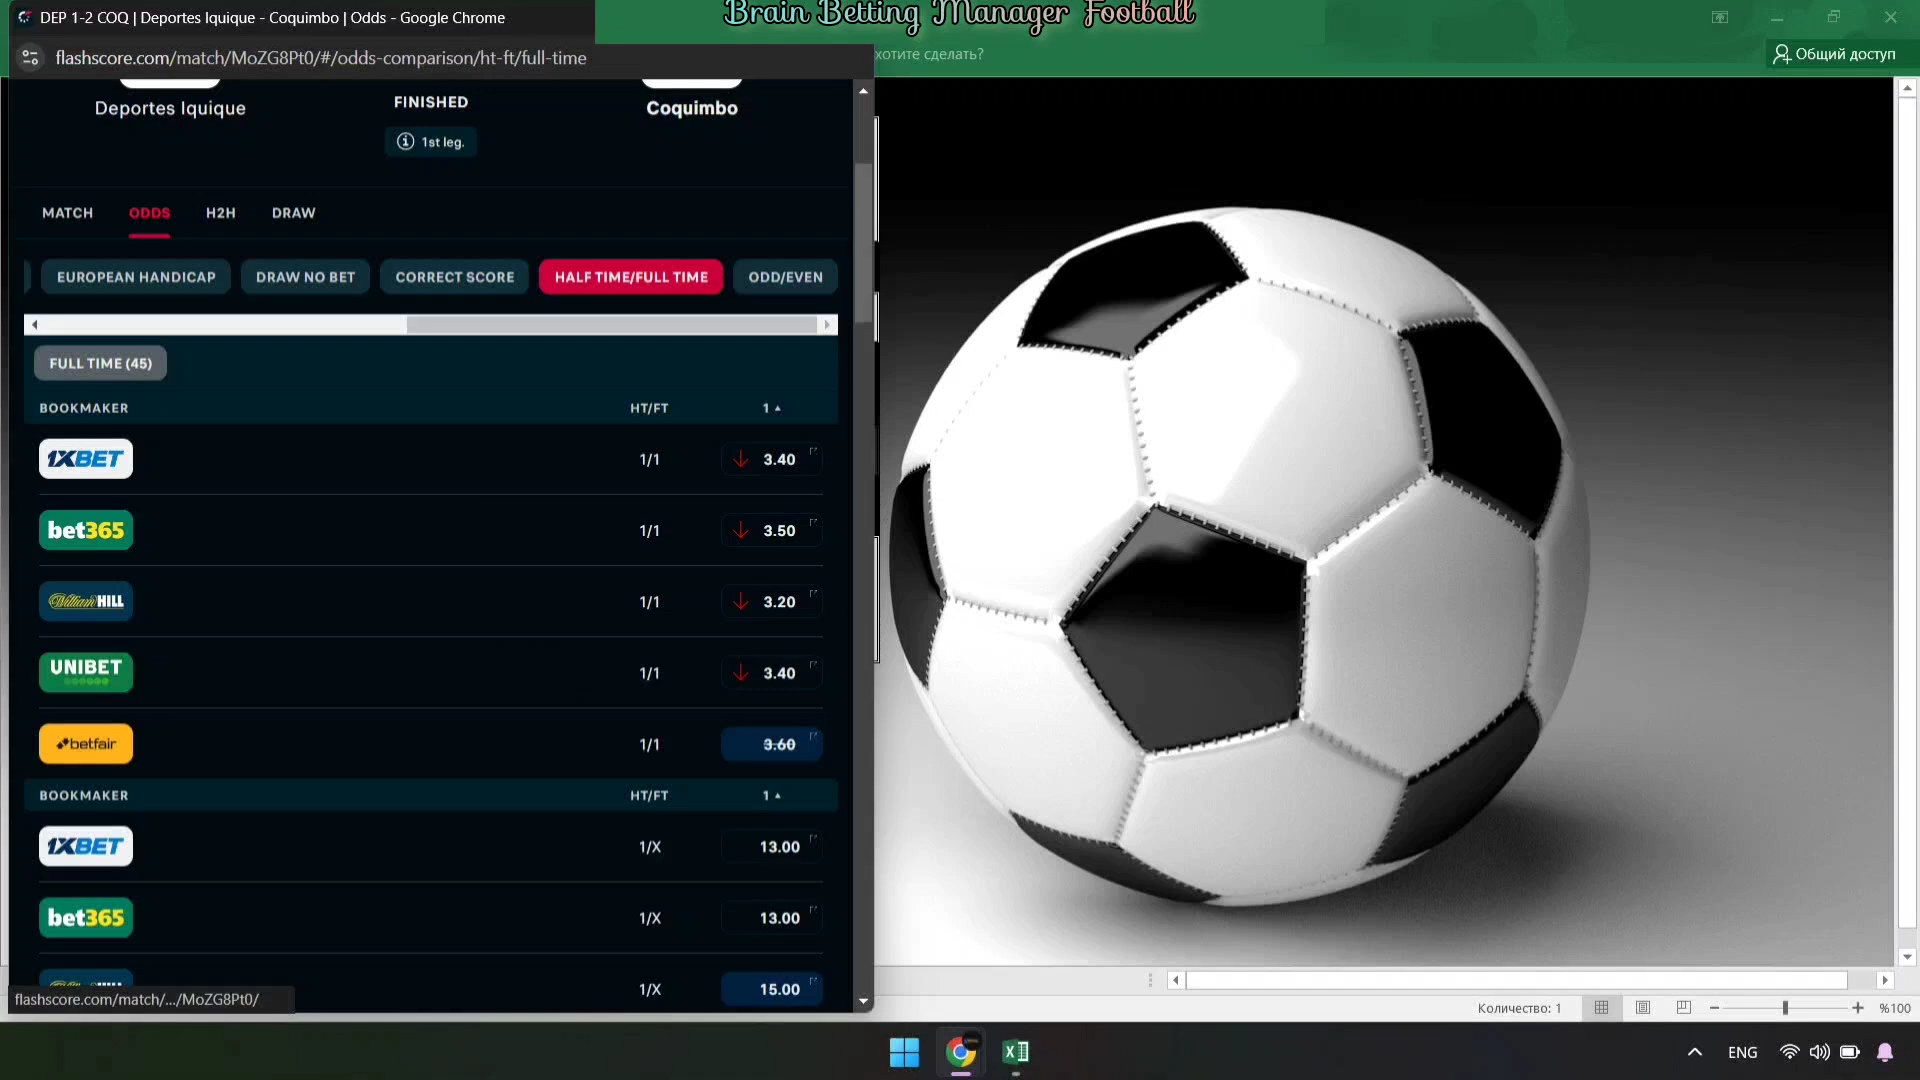 DEP 1-2 COQ | Deportes Iquique - Coquimbo | Odds - Google Chrome
Brain Betting Manager Football
flashscore.com/match/MoZG8Pt0/#/odds-comparison/ht-ft/full-time
хотите сделать?
Общий доступ
Deportes Iquique
FINISHED
Coquimbo
1st leg.
MATCH ODDS H2H DRAW
EUROPEAN HANDICAP DRAW NO BET CORRECT SCORE HALF TIME/FULL TIME ODD/EVEN
FULL TIME (45)
BOOKMAKER HT/FT 1
1XBET 1/1 3.40
bet365 1/1 3.50
William HILL 1/1 3.20
UNIBET 1/1 3.40
betfair 1/1 3.60
BOOKMAKER HT/FT 1
1XBET 1/X 13.00
bet365 1/X 13.00
1/X 15.00
flashscore.com/match/.../MoZG8Pt0/
Количество: 1
%100
ENG